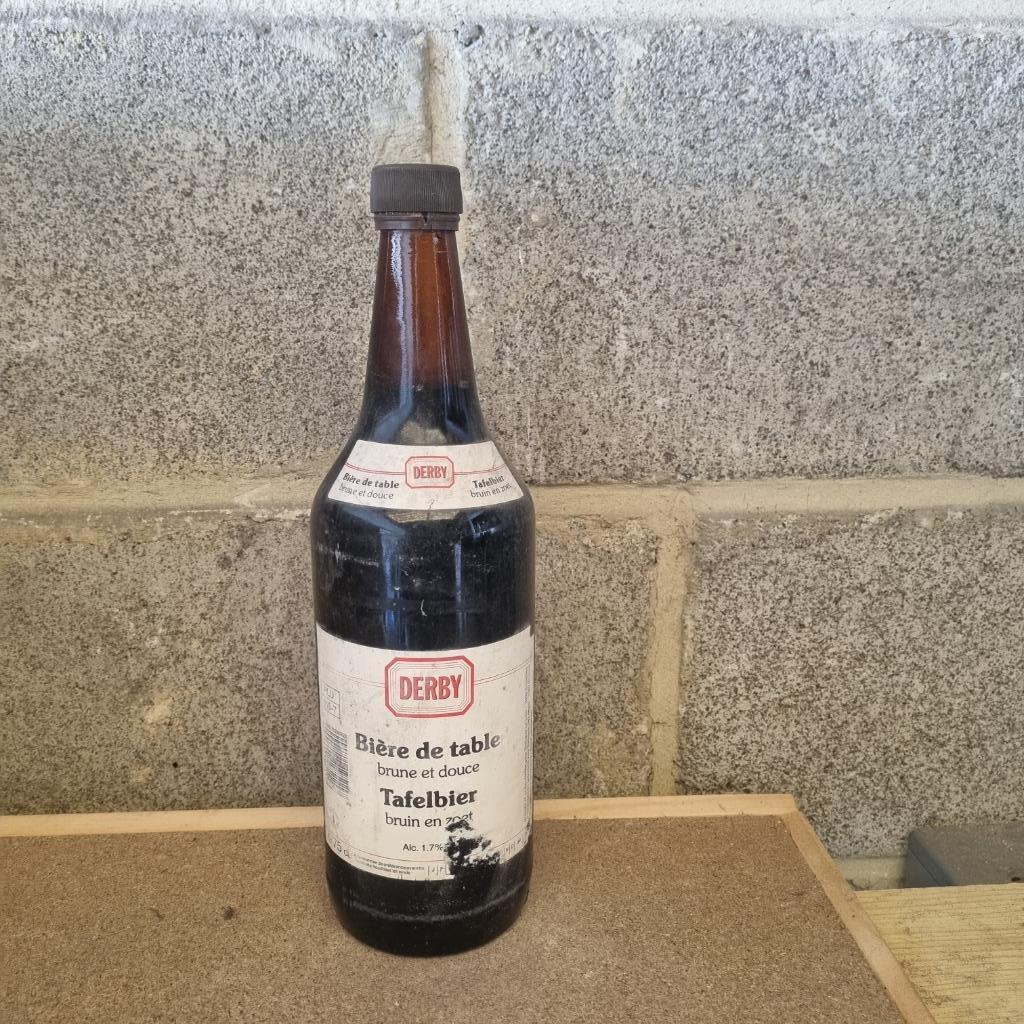 DERBY
Bière de table
brune et douce
Tafelbier
bruin en zoet
DERBY
Bière de table
brune et douce
Tafelbier
bruin en zoet
Alc. 1.7%